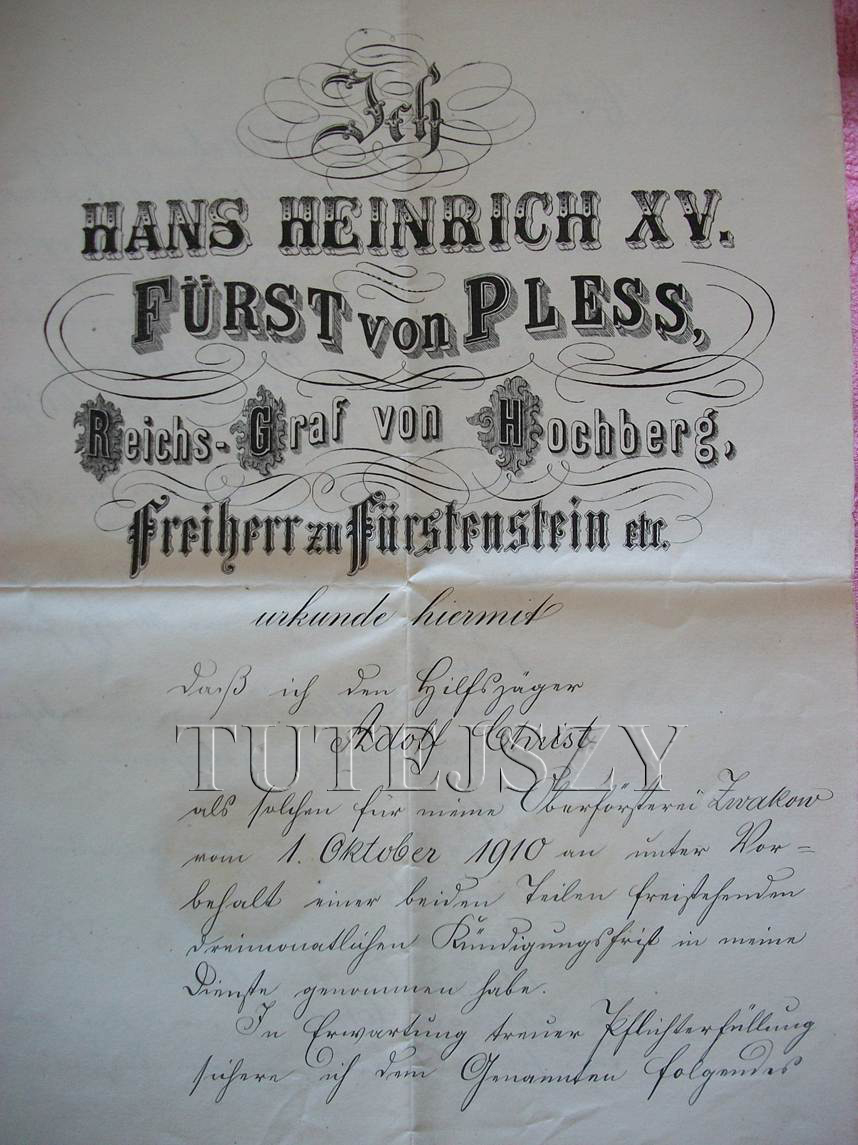 Ich
HANS HEINRICH XV.
FÜRST von PLESS,
Reichs-Graf von Hochberg,
Freiherr zu Fürstenstein etc.
urkunde hiermit
Daß ich den Hilfsjäger
Adolf Christ
TUTEJSZY
als solchen für meine Oberförsterei Zwakow
vom 1. Oktober 1910 an unter Vor=
behalt einer beiden Teilen freistehenden
dreimonatlichen Kündigungsfrist in meine
Dienste genommen habe.
In Erwartung treuer Pflichterfüllung
sichere ich dem Genannten folgendes